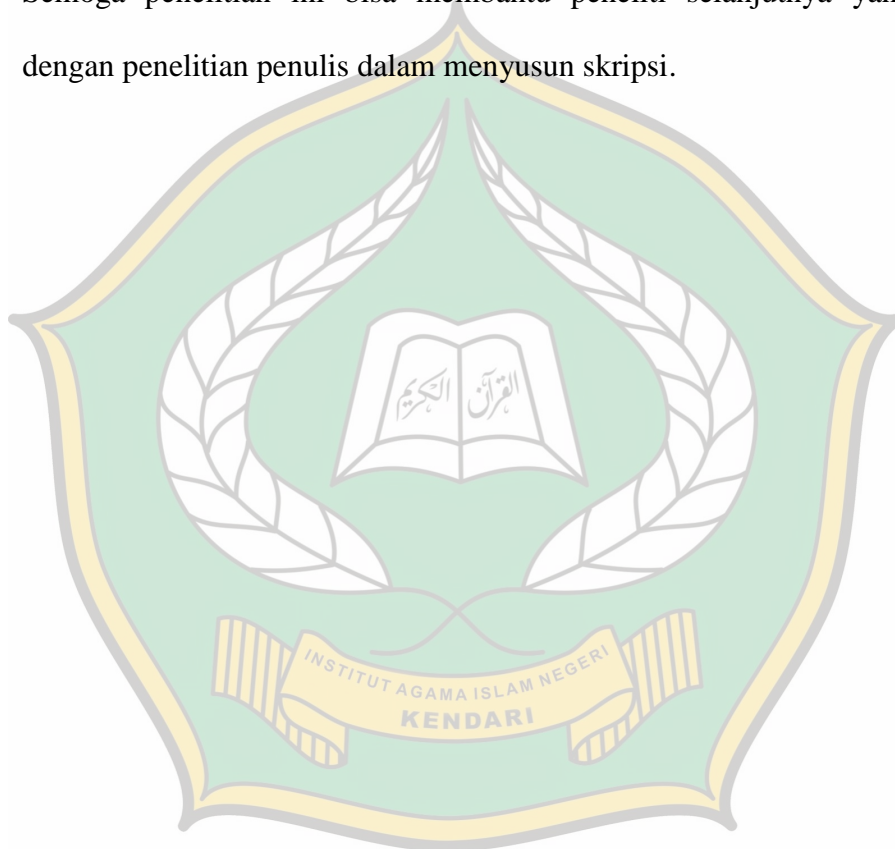 Semoga penelitian ini bisa membantu peneliti selanjutnya
dengan penelitian penulis dalam menyusun skripsi.
القرآن الكريم
INSTITUT AGAMA ISLAM NEGERI
KENDARI